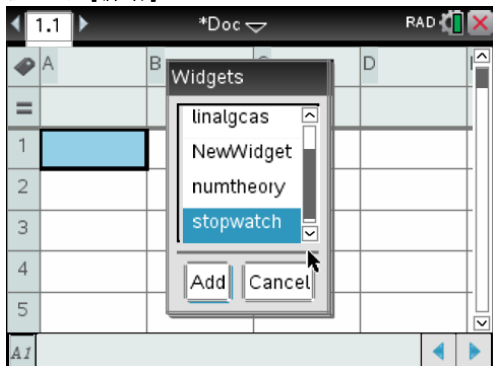 1.1 *Doc RAD
A B D
Widgets
=
linalgcas
1 NewWidget
2 numtheory
3 stopwatch
4 Add Cancel
5
A1